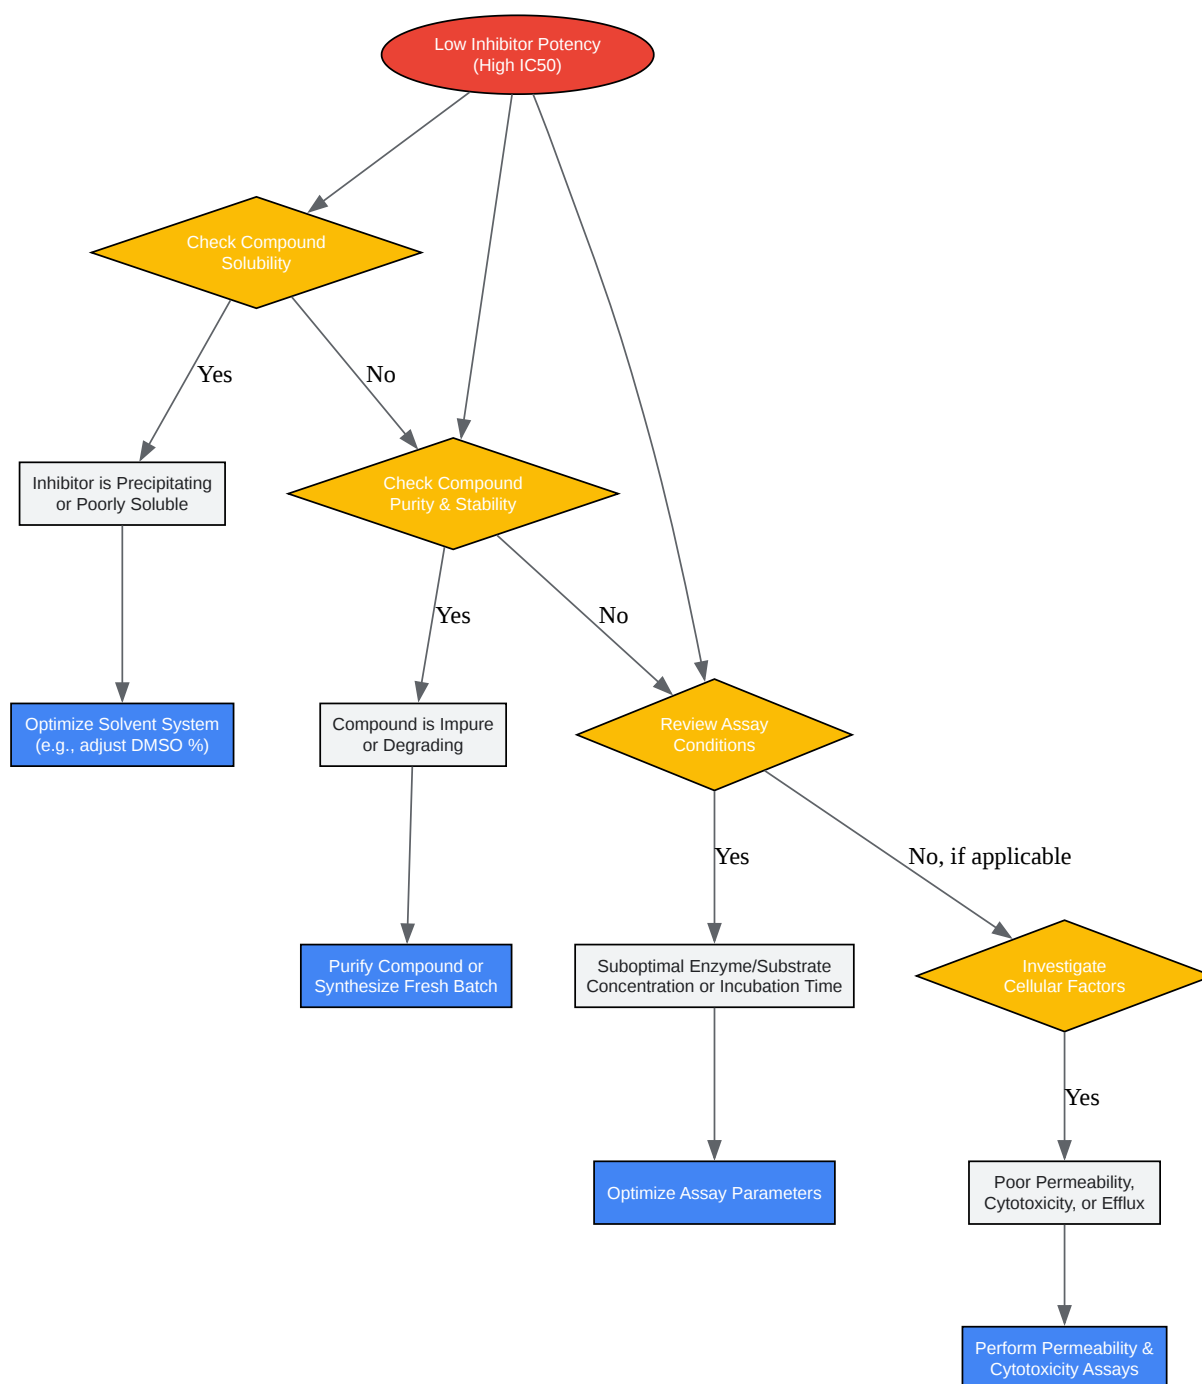 Low Inhibitor Potency
(High IC50)
Check Compound
Solubility
Yes
No
Inhibitor is Precipitating
or Poorly Soluble
Check Compound
Purity & Stability
Yes
No
Optimize Solvent System
(e.g., adjust DMSO %)
Compound is Impure
or Degrading
Review Assay
Conditions
Yes
No, if applicable
Purify Compound or
Synthesize Fresh Batch
Suboptimal Enzyme/Substrate
Concentration or Incubation Time
Investigate
Cellular Factors
Yes
Optimize Assay Parameters
Poor Permeability,
Cytotoxicity, or Efflux
Perform Permeability &
Cytotoxicity Assays